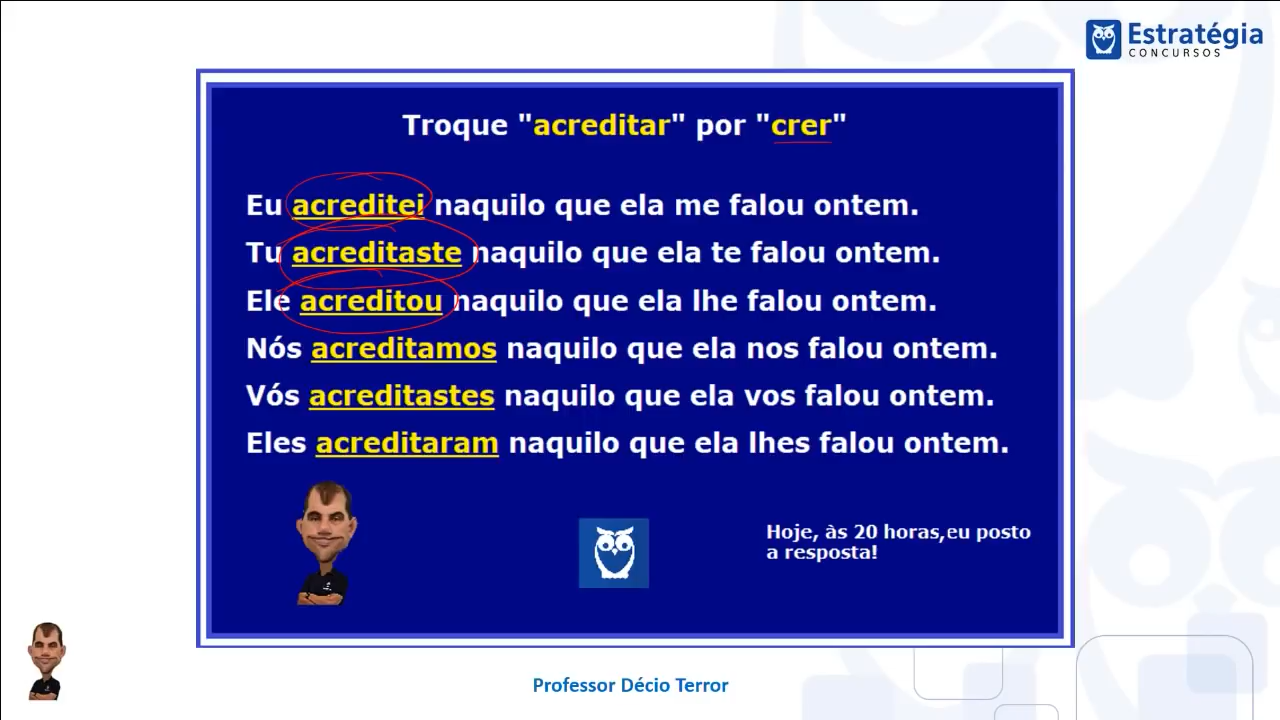 Estratégia
CONCURSOS
Troque "acreditar" por "crer"
Eu acreditei naquilo que ela me falou ontem.
Tu acreditaste naquilo que ela te falou ontem.
Ele acreditou naquilo que ela lhe falou ontem.
Nós acreditamos naquilo que ela nos falou ontem.
Vós acreditastes naquilo que ela vos falou ontem.
Eles acreditaram naquilo que ela lhes falou ontem.
Hoje, às 20 horas,eu posto
a resposta!
Professor Décio Terror